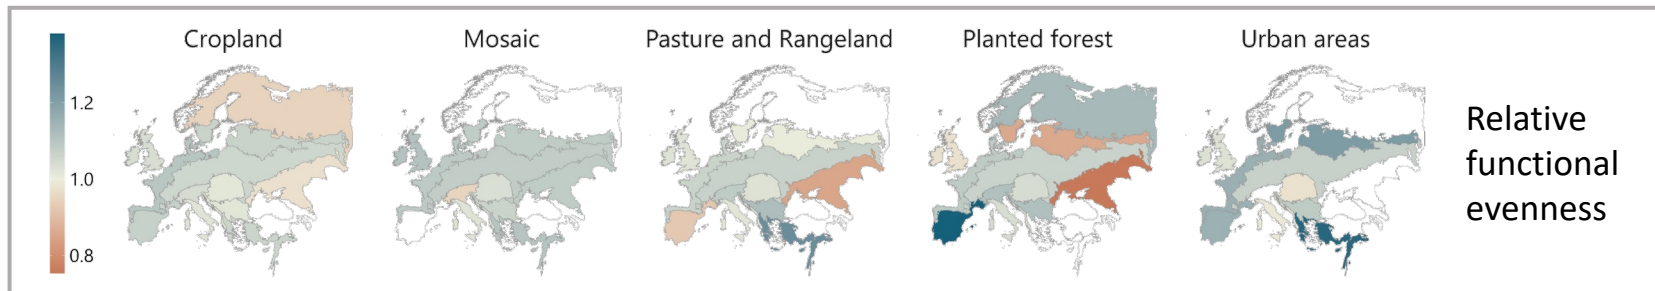 Cropland
Mosaic
Pasture and Rangeland
Planted forest
Urban areas
1.2
1.0
0.8
Relative
functional
evenness